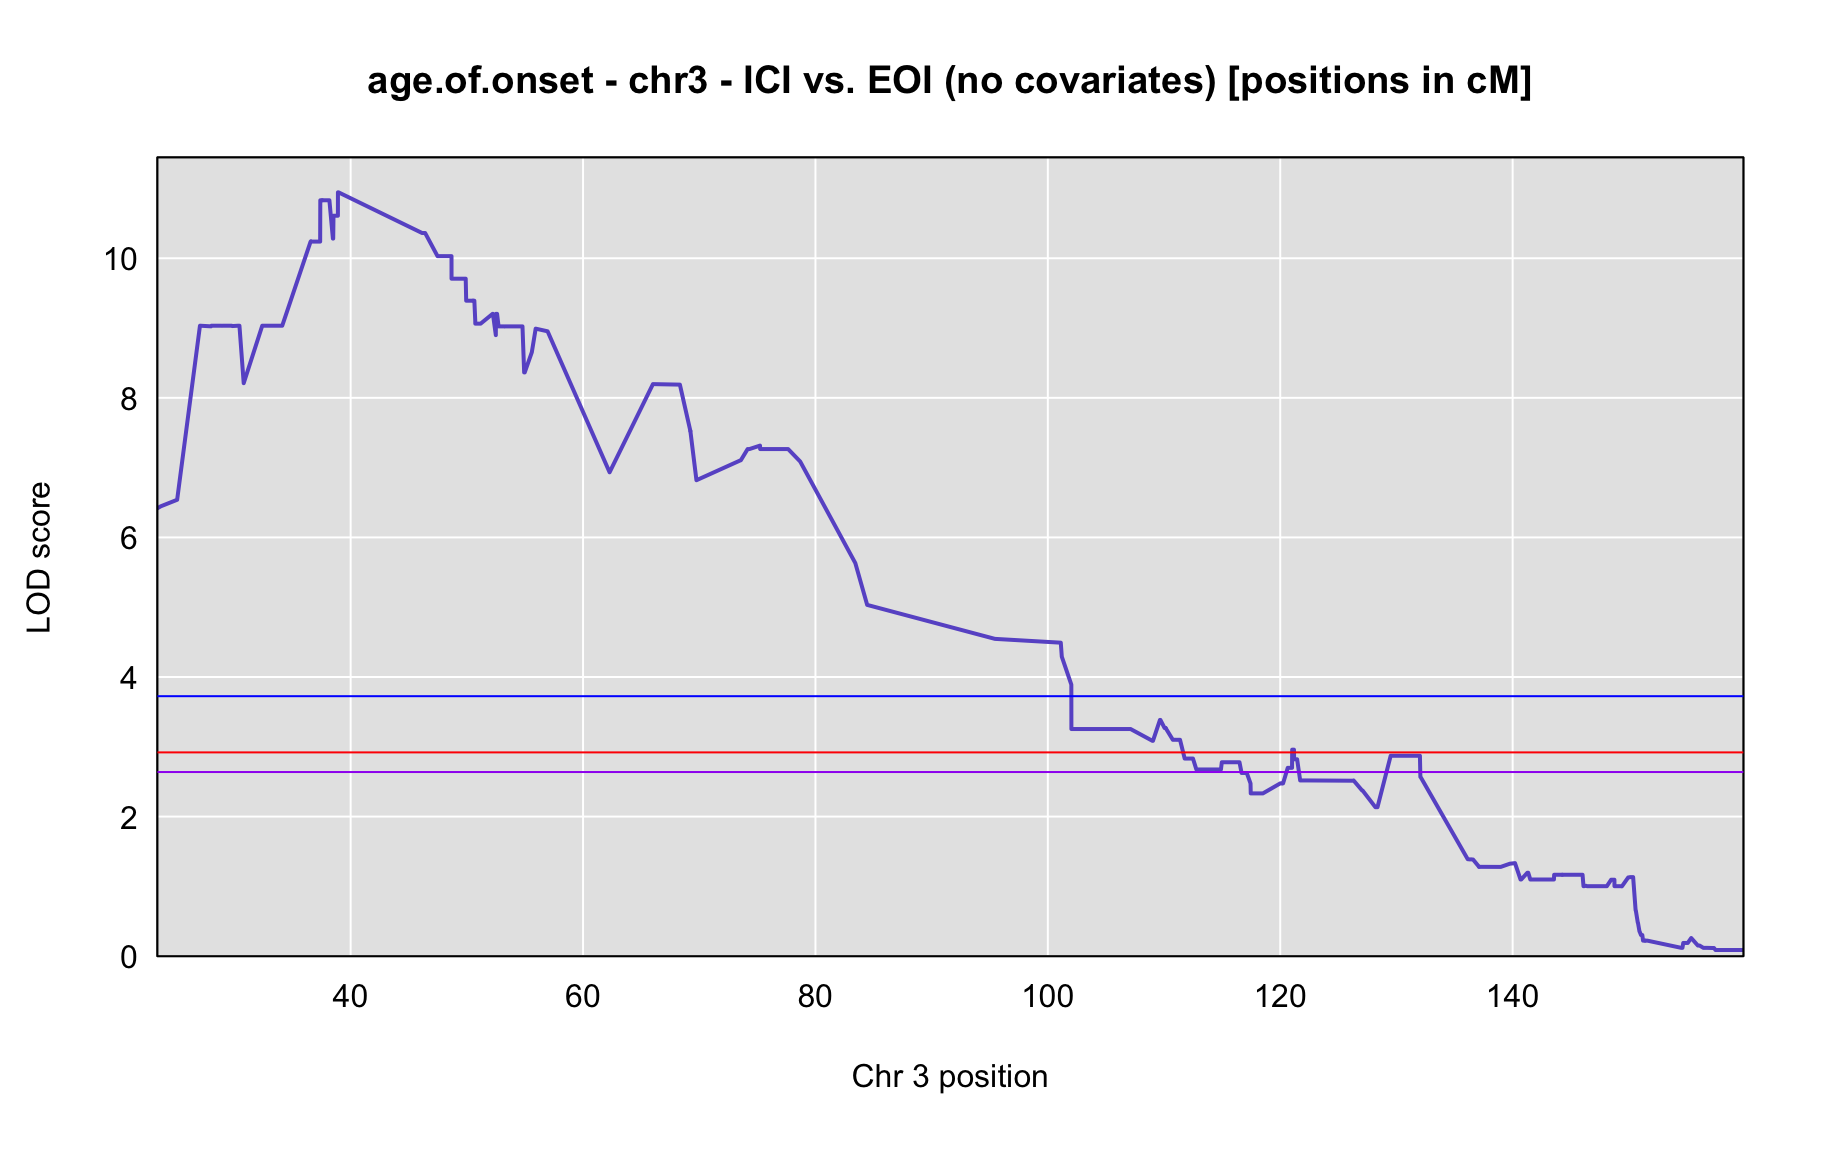 age.of.onset - chr3 - ICI vs. EOI (no covariates) [positions in cM]
LOD score
10
8
6
4
2
0
40 60 80 100 120 140
Chr 3 position